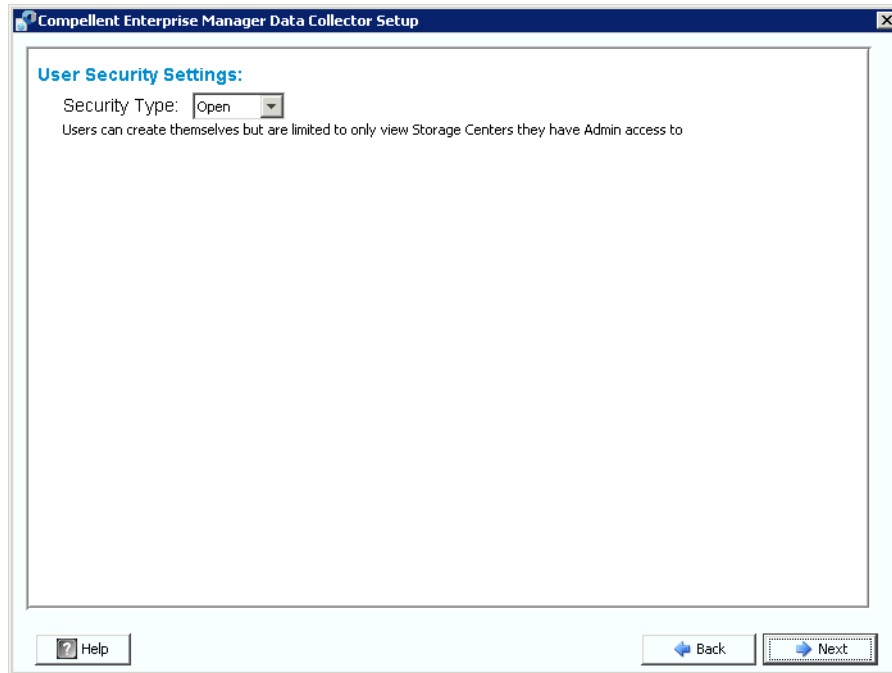 Compellent Enterprise Manager Data Collector Setup
User Security Settings:
Security Type: Open
Users can create themselves but are limited to only view Storage Centers they have Admin access to
? Help
Back
Next